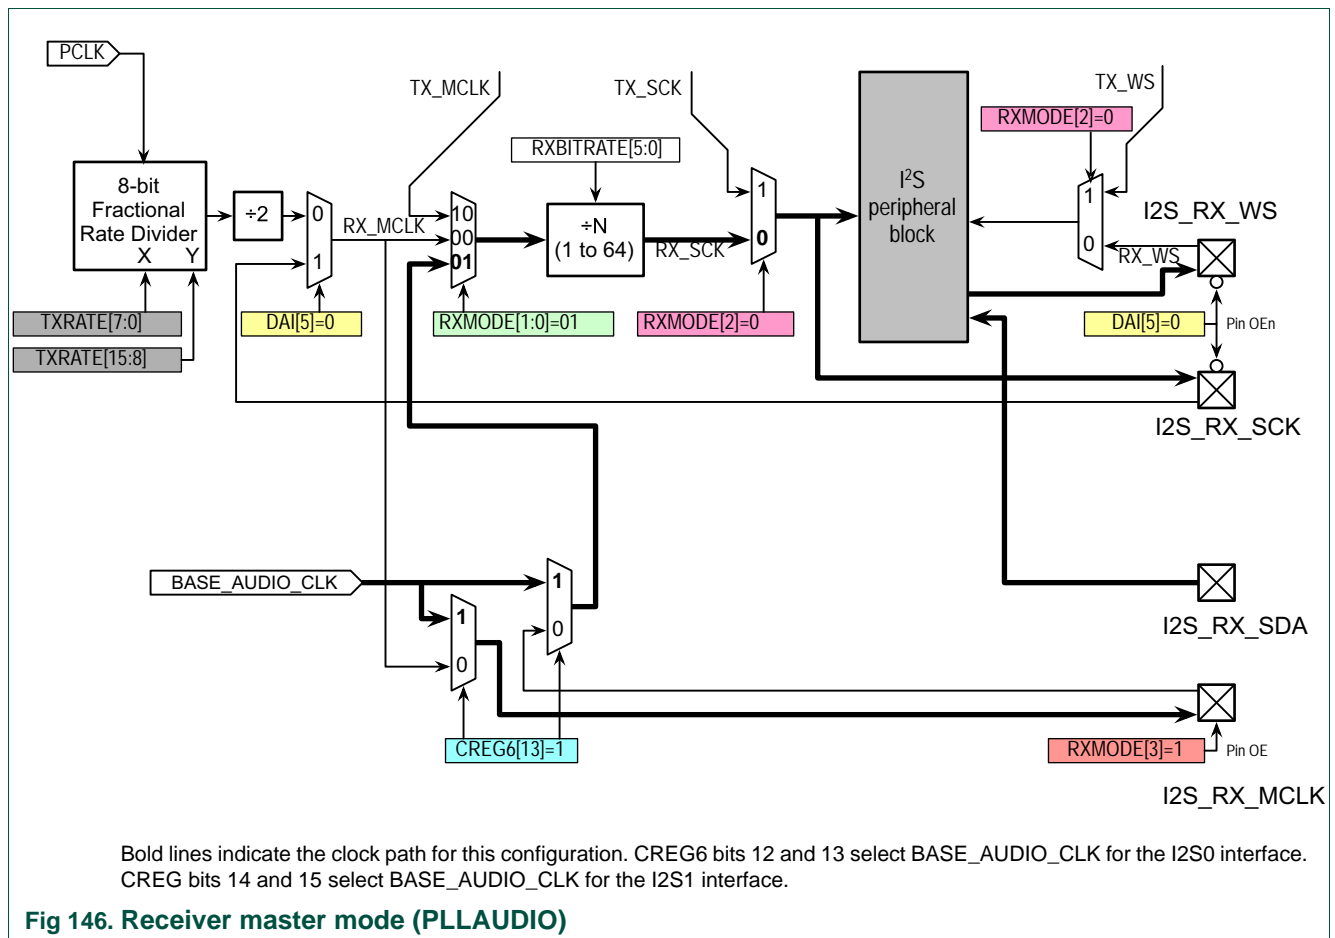 PCLK
TX_MCLK
TX_SCK
TX_WS
RXMODE[2]=0
RXBITRATE[5:0]
8-bit
Fractional
Rate Divider
X Y
÷2
0
1
RX_MCLK
10
00
01
÷N
(1 to 64)
RX_SCK
1
0
I2S
peripheral
block
1
0
RX_WS
I2S_RX_WS
TXRATE[7:0]
TXRATE[15:8]
DAI[5]=0
RXMODE[1:0]=01
RXMODE[2]=0
DAI[5]=0
Pin OEn
I2S_RX_SCK
BASE_AUDIO_CLK
1
0
1
0
I2S_RX_SDA
CREG6[13]=1
RXMODE[3]=1
Pin OE
I2S_RX_MCLK
Bold lines indicate the clock path for this configuration. CREG6 bits 12 and 13 select BASE_AUDIO_CLK for the I2S0 interface.
CREG bits 14 and 15 select BASE_AUDIO_CLK for the I2S1 interface.
Fig 146. Receiver master mode (PLLAUDIO)